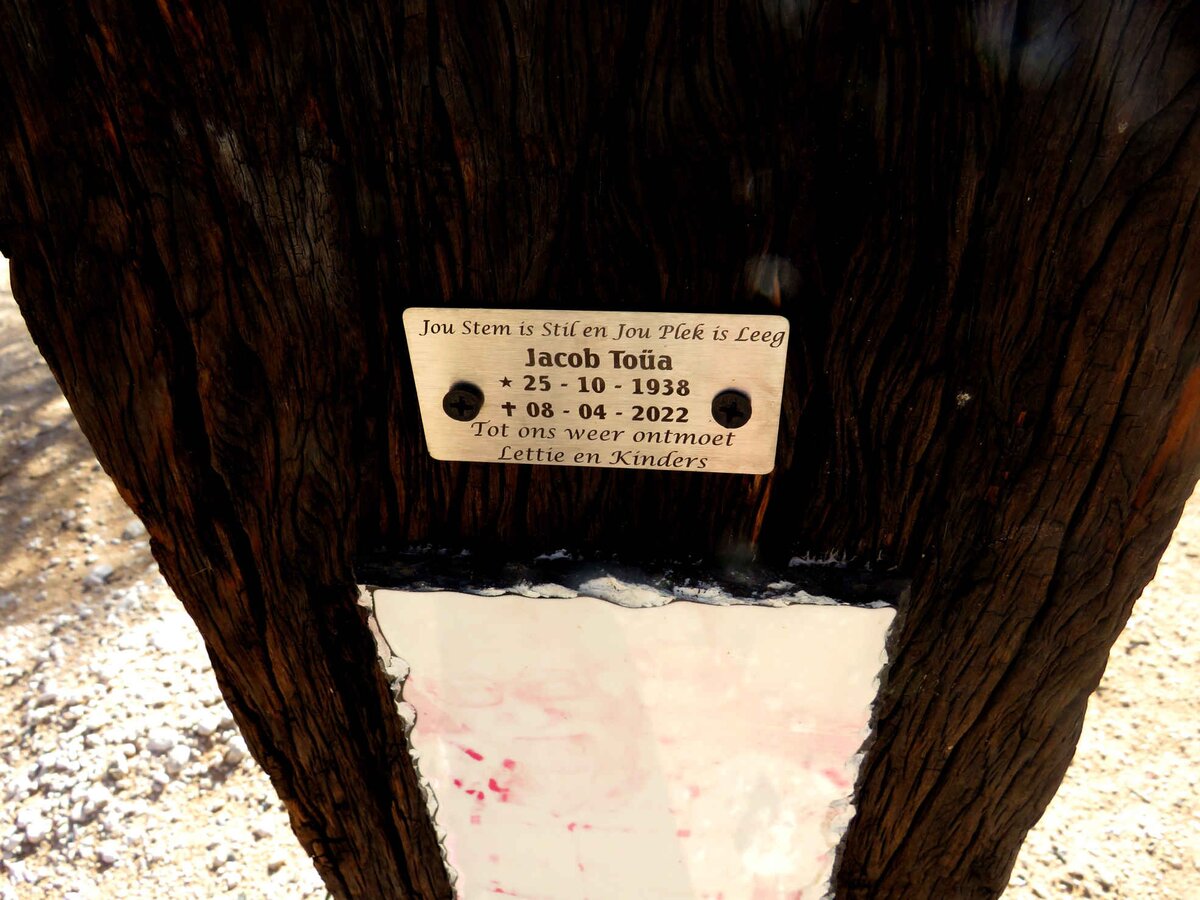 Jou Stem is Stil en Jou Plek is Leeg
Jacob Toüa
★ 25 - 10 - 1938
✝ 08 - 04 - 2022
Tot ons weer ontmoet
Lettie en Kinders